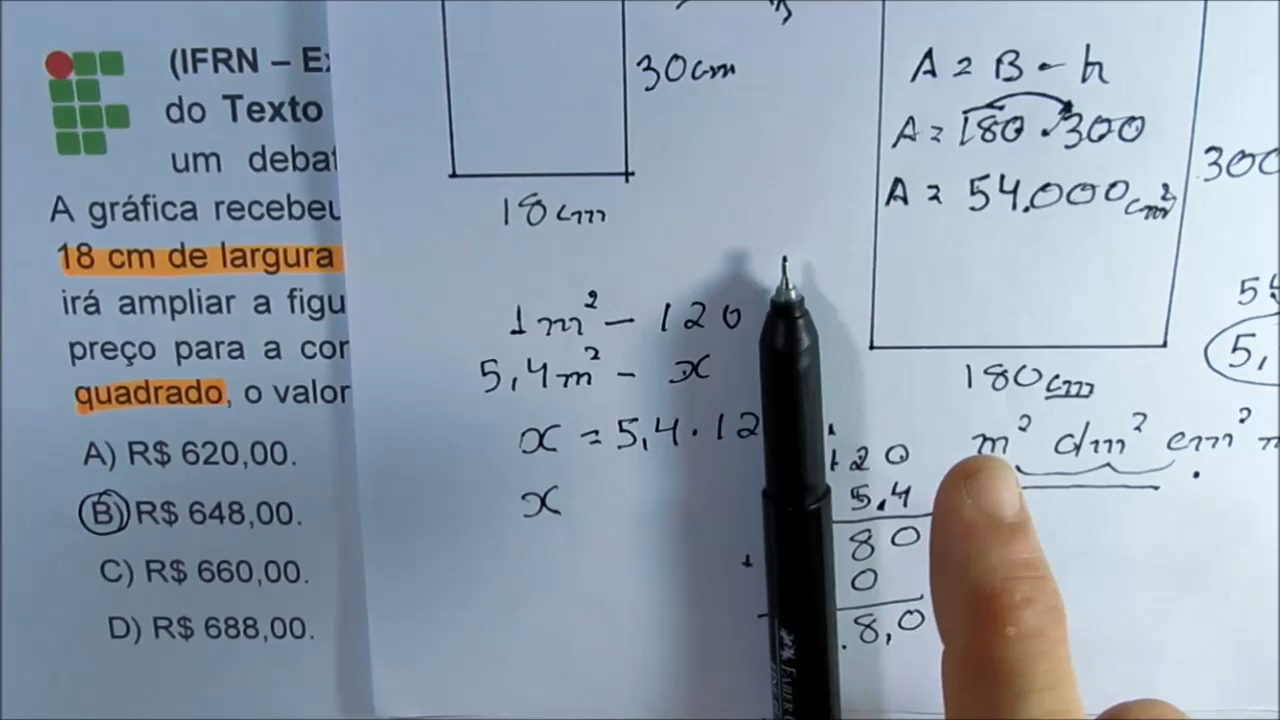 (IFRN –
do Texto
um
A gráfica recebeu
18 cm de largura
irá ampliar a figu
preço para a
quadrado, o valor
A) R$ 620,00.
B) R$ 648,00.
C) R$ 660,00.
D) R$ 688,00.
30cm
18cm
1m² - 120
5,4m² - x
x = 5,4 · 12
x
A = B · h
A = 180 · 300
A = 54.000cm²
300
180cm
m² dm² cm²
120
5,4
80
0
8,0
5,